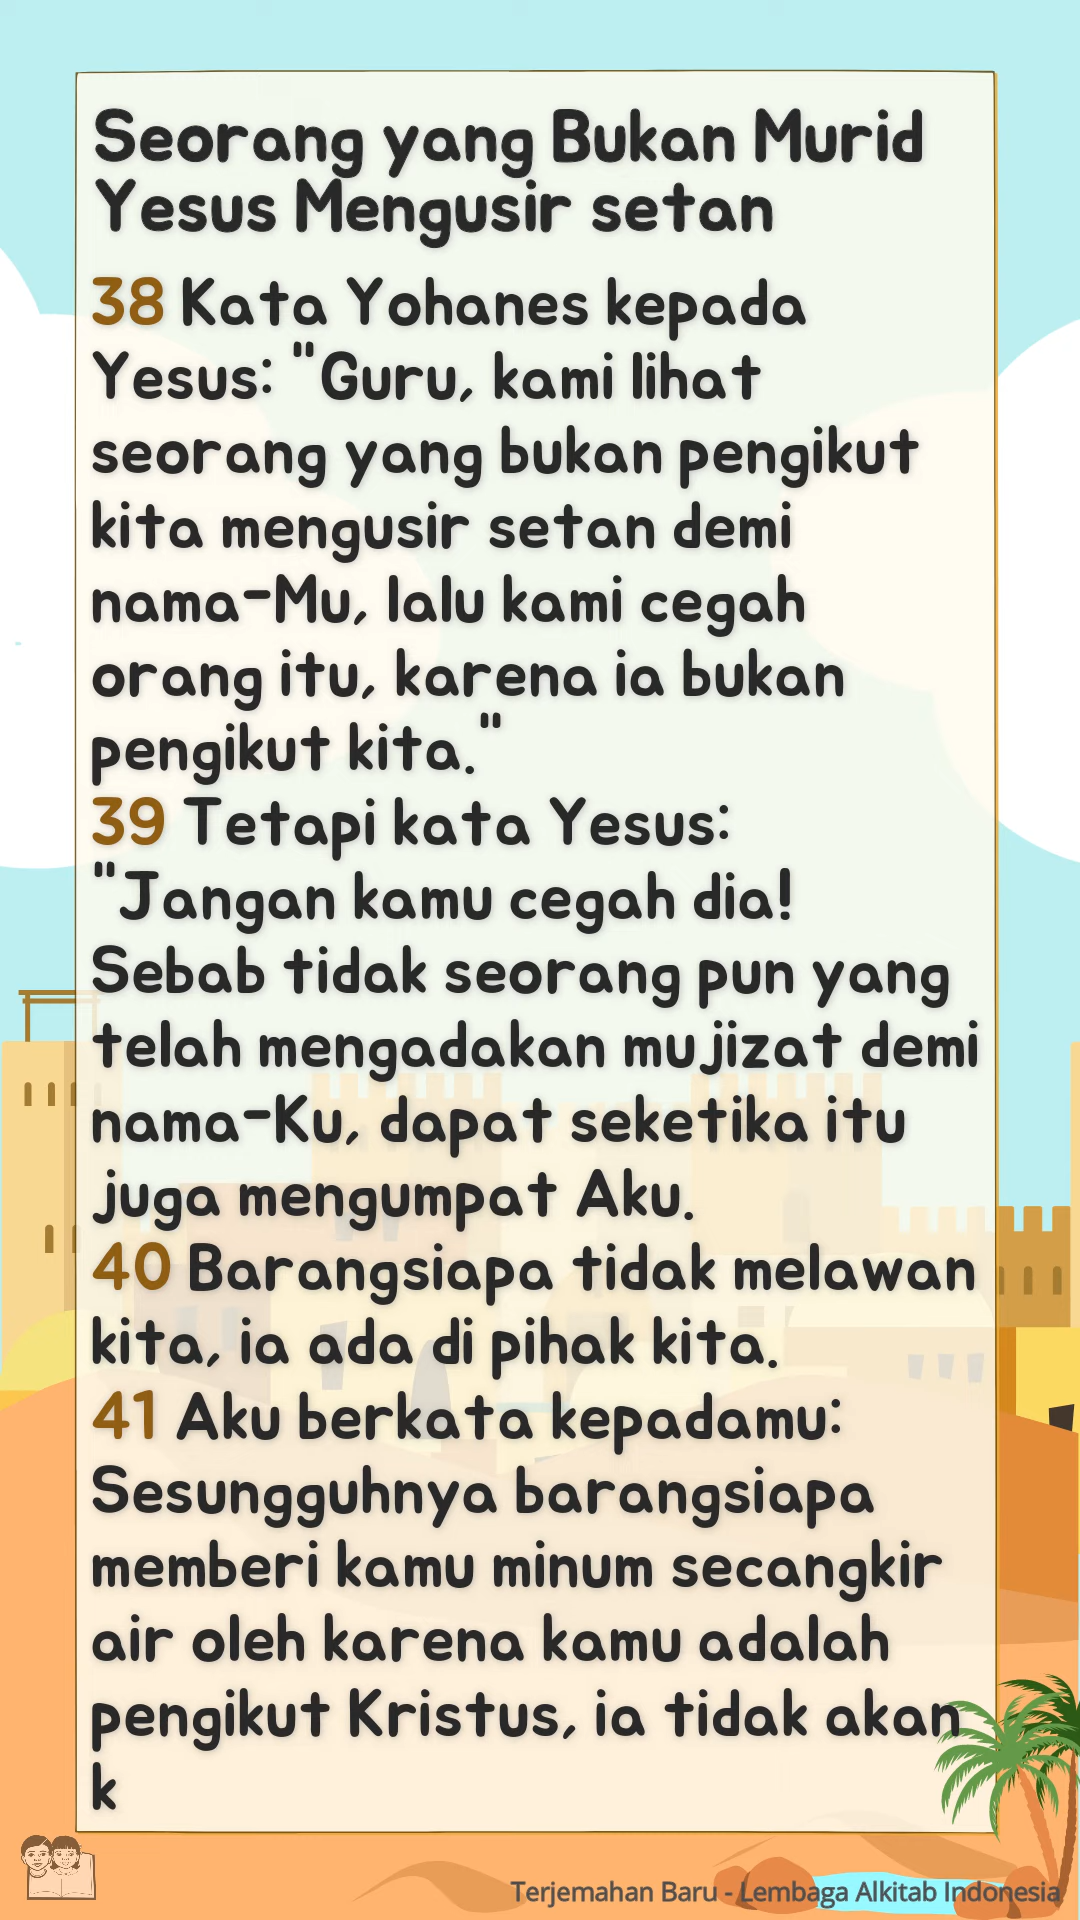 Seorang yang Bukan Murid
Yesus Mengusir setan
38 Kata Yohanes kepada
Yesus: "Guru, kami lihat
seorang yang bukan pengikut
kita mengusir setan demi
nama-Mu, lalu kami cegah
orang itu, karena ia bukan
pengikut kita."
39 Tetapi kata Yesus:
"Jangan kamu cegah dia!
Sebab tidak seorang pun yang
telah mengadakan mujizat demi
nama-Ku, dapat seketika itu
juga mengumpat Aku.
40 Barangsiapa tidak melawan
kita, ia ada di pihak kita.
41 Aku berkata kepadamu:
Sesungguhnya barangsiapa
memberi kamu minum secangkir
air oleh karena kamu adalah
pengikut Kristus, ia tidak akan
k
Terjemahan Baru - Lembaga Alkitab Indonesia